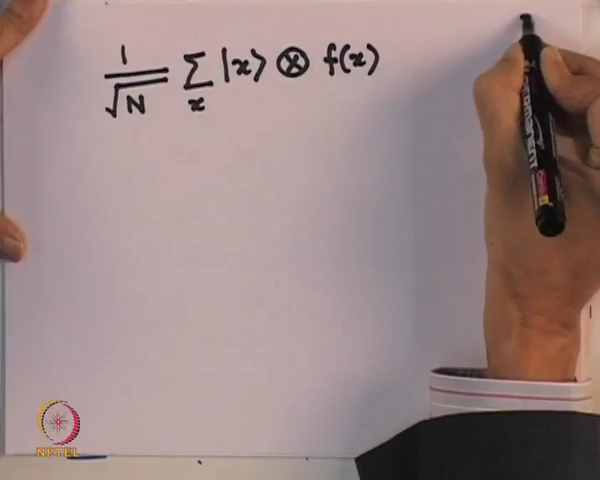 1/√N ∑x |x⟩ ⊗ f(x)
NPTEL